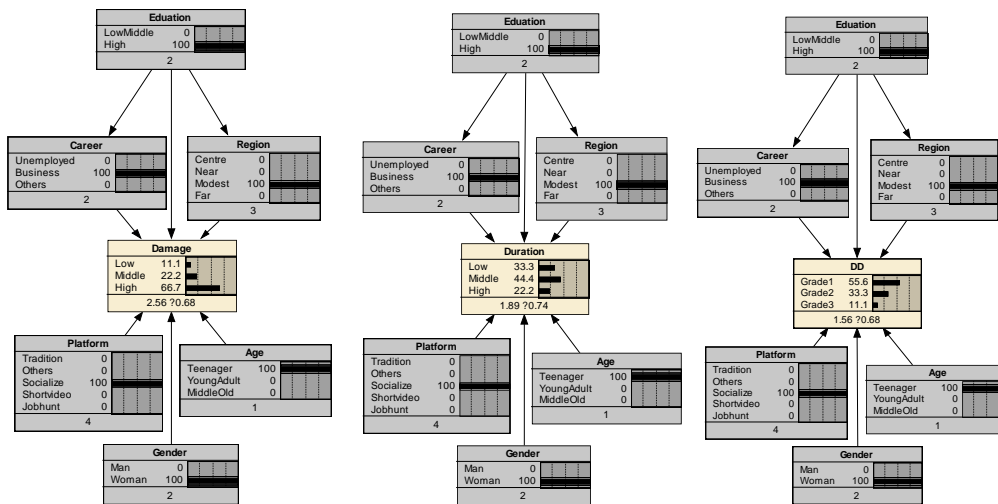 Eduation
LowMiddle 0
High 100
2
Career
Unemployed 0
Business 100
Others 0
2
Region
Centre 0
Near 0
Modest 100
Far 0
3
Damage
Low 11.1
Middle 22.2
High 66.7
2.56 ?0.68
Platform
Tradition 0
Others 0
Socialize 100
Shortvideo 0
Jobhunt 0
4
Age
Teenager 100
YoungAdult 0
MiddleOld 0
1
Gender
Man 0
Woman 100
2
Eduation
LowMiddle 0
High 100
2
Career
Unemployed 0
Business 100
Others 0
2
Region
Centre 0
Near 0
Modest 100
Far 0
3
Duration
Low 33.3
Middle 44.4
High 22.2
1.89 ?0.74
Platform
Tradition 0
Others 0
Socialize 100
Shortvideo 0
Jobhunt 0
4
Age
Teenager 100
YoungAdult 0
MiddleOld 0
1
Gender
Man 0
Woman 100
2
Eduation
LowMiddle 0
High 100
2
Career
Unemployed 0
Business 100
Others 0
2
Region
Centre 0
Near 0
Modest 100
Far 0
3
DD
Grade1 55.6
Grade2 33.3
Grade3 11.1
1.56 ?0.68
Platform
Tradition 0
Others 0
Socialize 100
Shortvideo 0
Jobhunt 0
4
Age
Teenager 100
YoungAdult 0
MiddleOld 0
1
Gender
Man 0
Woman 100
2